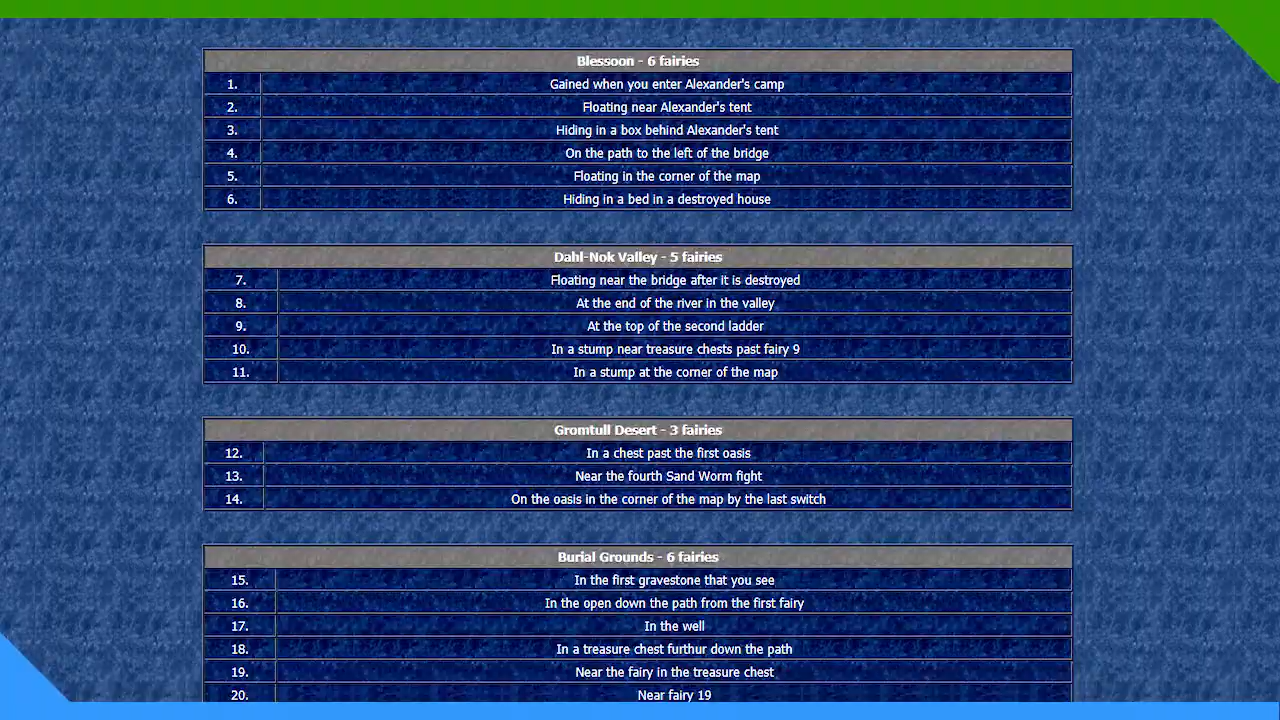 Blessoon - 6 fairies
1. Gained when you enter Alexander's camp
2. Floating near Alexander's tent
3. Hiding in a box behind Alexander's tent
4. On the path to the left of the bridge
5. Floating in the corner of the map
6. Hiding in a bed in a destroyed house
Dahl-Nok Valley - 5 fairies
7. Floating near the bridge after it is destroyed
8. At the end of the river in the valley
9. At the top of the second ladder
10. In a stump near treasure chests past fairy 9
11. In a stump at the corner of the map
Gromtull Desert - 3 fairies
12. In a chest past the first oasis
13. Near the fourth Sand Worm fight
14. On the oasis in the corner of the map by the last switch
Burial Grounds - 6 fairies
15. In the first gravestone that you see
16. In the open down the path from the first fairy
17. In the well
18. In a treasure chest furthur down the path
19. Near the fairy in the treasure chest
20. Near fairy 19